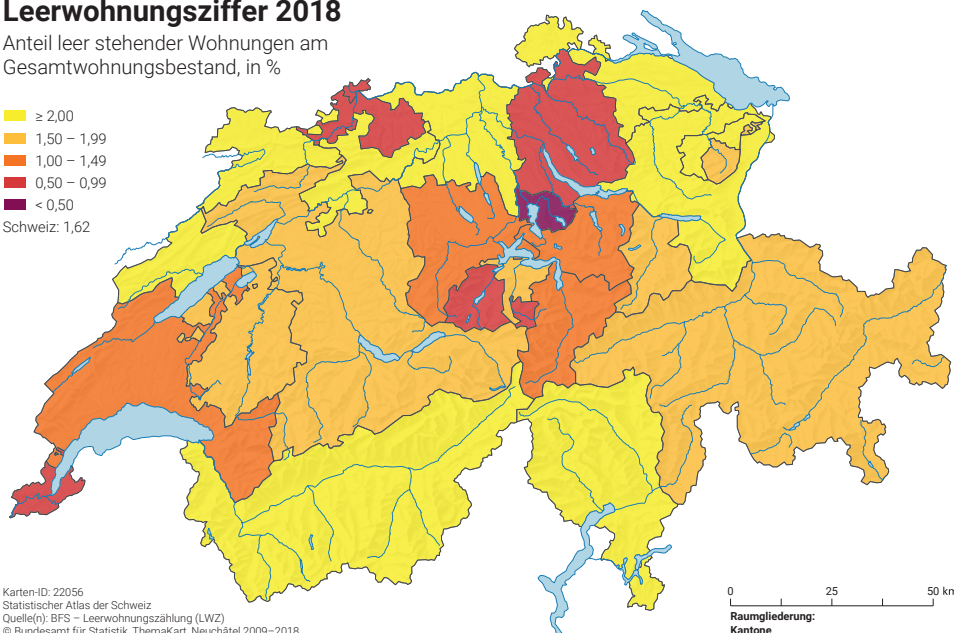 Leerwohnungsziffer 2018
Anteil leer stehender Wohnungen am
Gesamtwohnungsbestand, in %
≥ 2,00
1,50 – 1,99
1,00 – 1,49
0,50 – 0,99
< 0,50
Schweiz: 1,62
Karten-ID: 22056
Statistischer Atlas der Schweiz
Quelle(n): BFS – Leerwohnungszählung (LWZ)
© Bundesamt für Statistik, ThemaKart, Neuchâtel 2009–2018
0 25 50 km
Raumgliederung:
Kantone